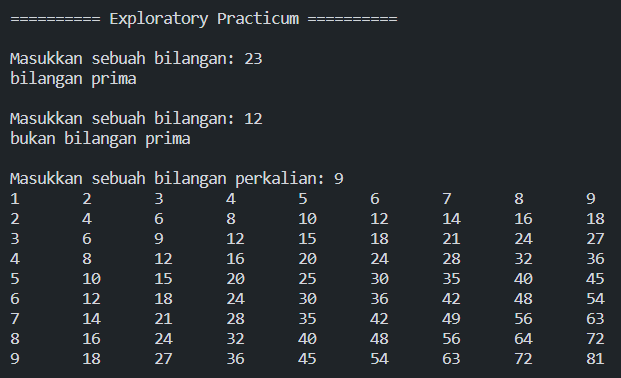 ========== Exploratory Practicum ==========
Masukkan sebuah bilangan: 23
bilangan prima
Masukkan sebuah bilangan: 12
bukan bilangan prima
Masukkan sebuah bilangan perkalian: 9
1 2 3 4 5 6 7 8 9
2 4 6 8 10 12 14 16 18
3 6 9 12 15 18 21 24 27
4 8 12 16 20 24 28 32 36
5 10 15 20 25 30 35 40 45
6 12 18 24 30 36 42 48 54
7 14 21 28 35 42 49 56 63
8 16 24 32 40 48 56 64 72
9 18 27 36 45 54 63 72 81